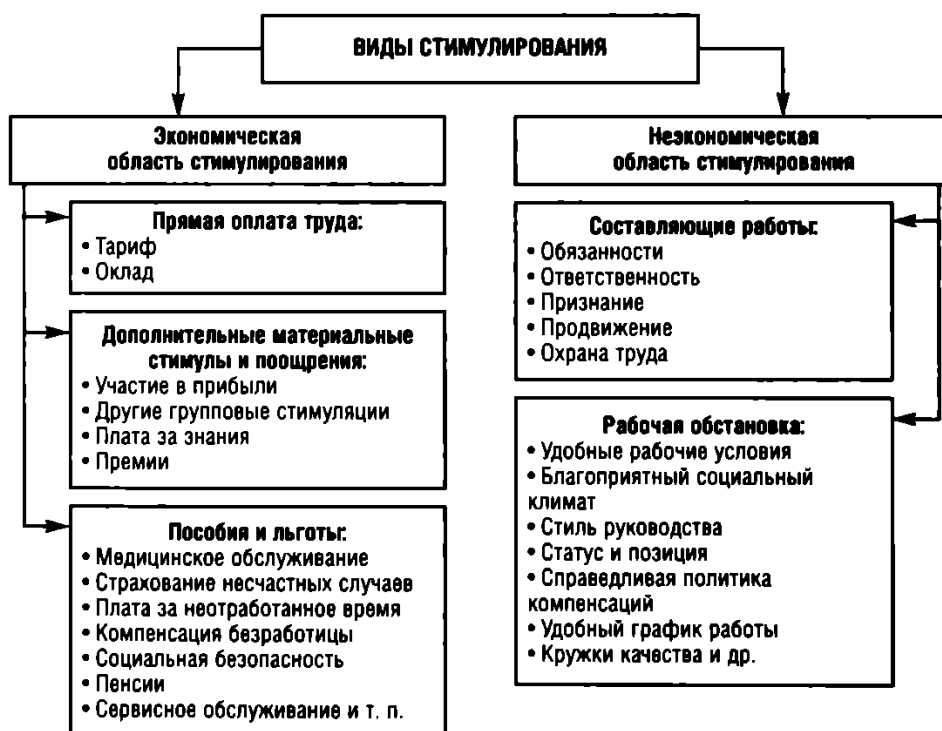 ВИДЫ СТИМУЛИРОВАНИЯ
Экономическая
область стимулирования
Прямая оплата труда:
• Тариф
• Оклад
Дополнительные материальные
стимулы и поощрения:
• Участие в прибыли
• Другие групповые стимуляции
• Плата за знания
• Премии
Пособия и льготы:
• Медицинское обслуживание
• Страхование несчастных случаев
• Плата за неотработанное время
• Компенсация безработицы
• Социальная безопасность
• Пенсии
• Сервисное обслуживание и т. п.
Неэкономическая
область стимулирования
Составляющие работы:
• Обязанности
• Ответственность
• Признание
• Продвижение
• Охрана труда
Рабочая обстановка:
• Удобные рабочие условия
• Благоприятный социальный
климат
• Стиль руководства
• Статус и позиция
• Справедливая политика
компенсаций
• Удобный график работы
• Кружки качества и др.